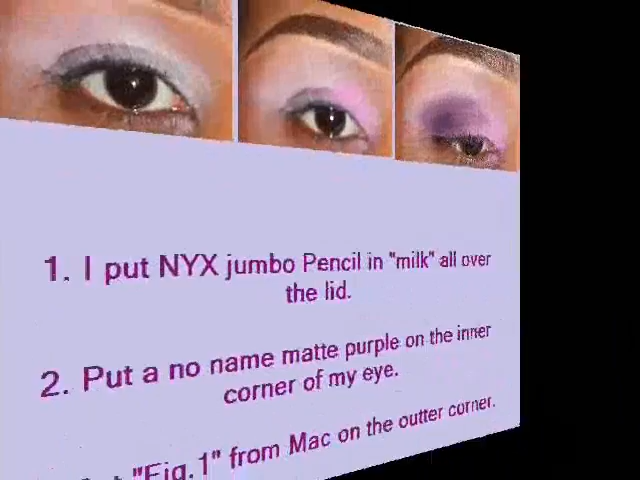 1. I put NYX jumbo Pencil in "milk" all over
the lid.
2. Put a no name matte purple on the inner
corner of my eye.
"Fig.1" from Mac on the outter corner.